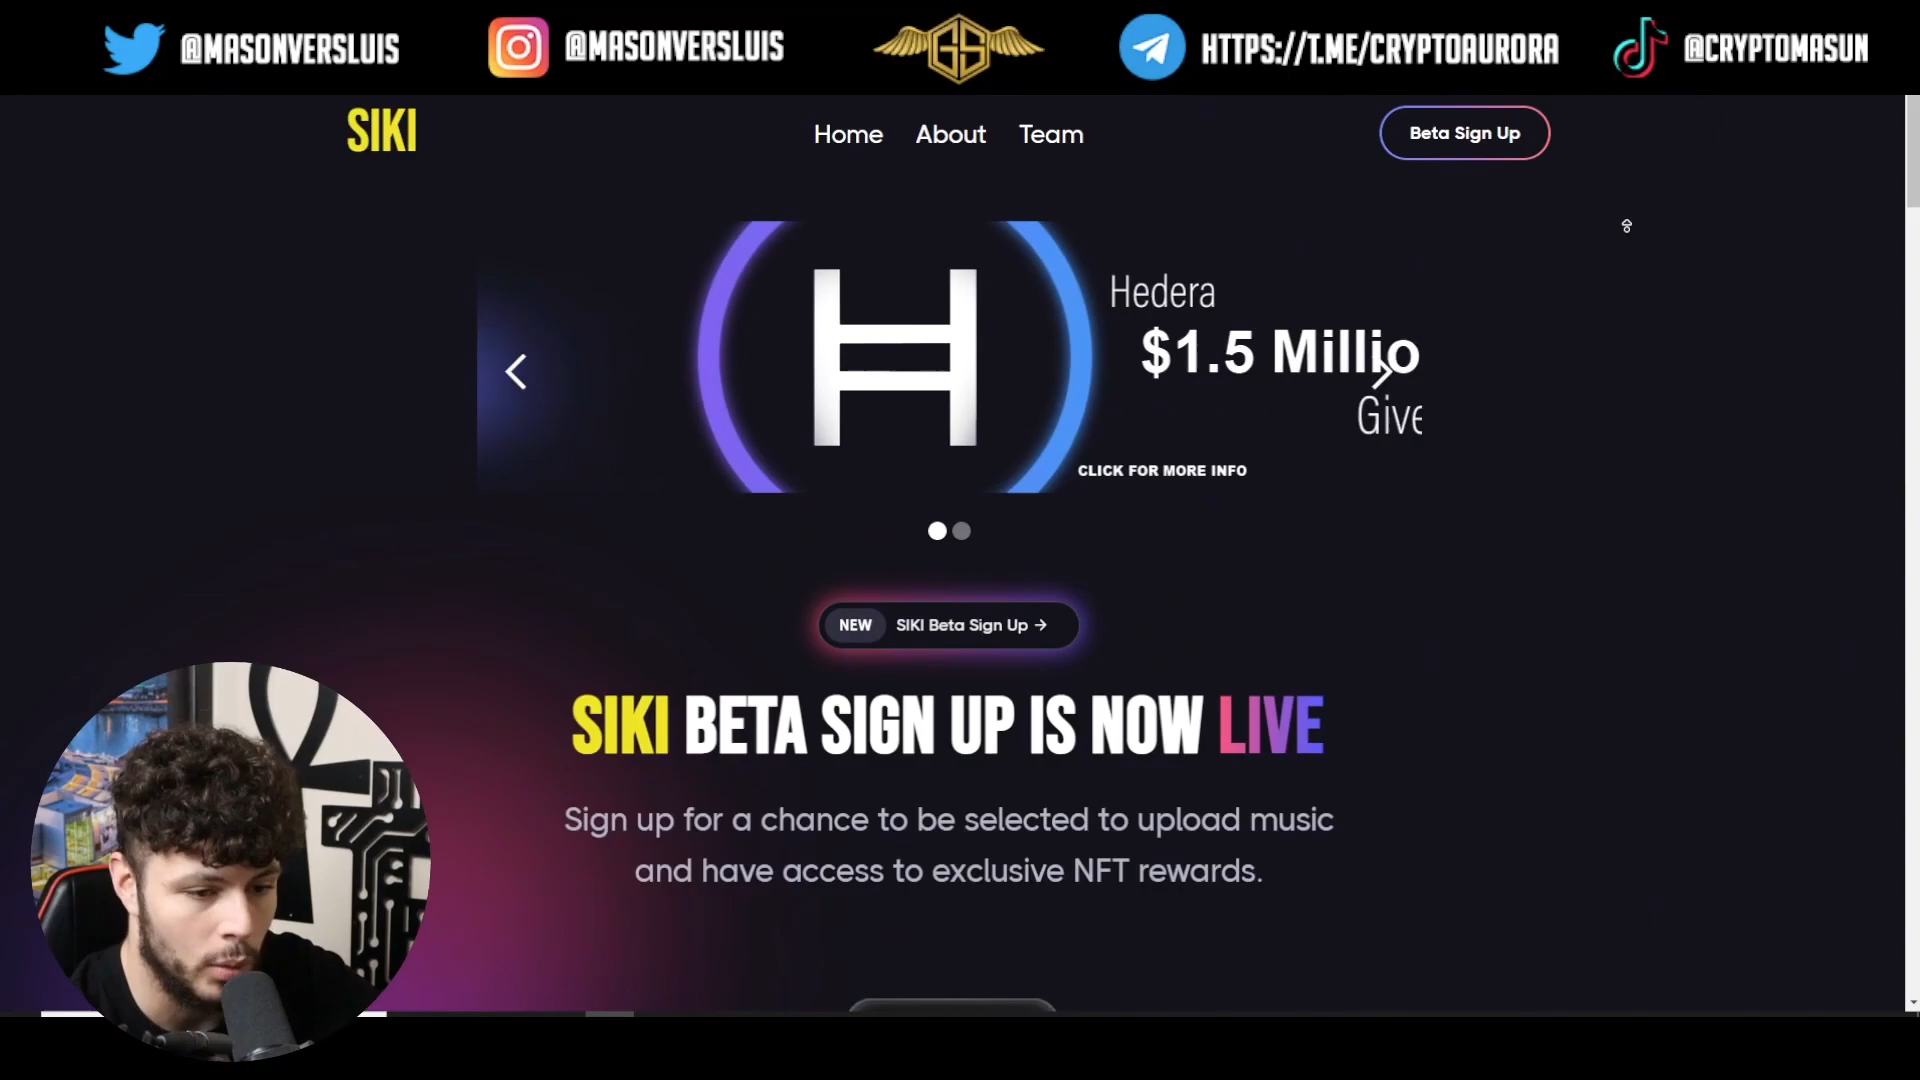 @MASONVERSLUIS
@MASONVERSLUIS
GS
HTTPS://T.ME/CRYPTOAURORA
@CRYPTOMASUN
SIKI
Home About Team
Beta Sign Up
Hedera
$1.5 Millio
Give
CLICK FOR MORE INFO
NEW SIKI Beta Sign Up →
SIKI BETA SIGN UP IS NOW LIVE
Sign up for a chance to be selected to upload music
and have access to exclusive NFT rewards.